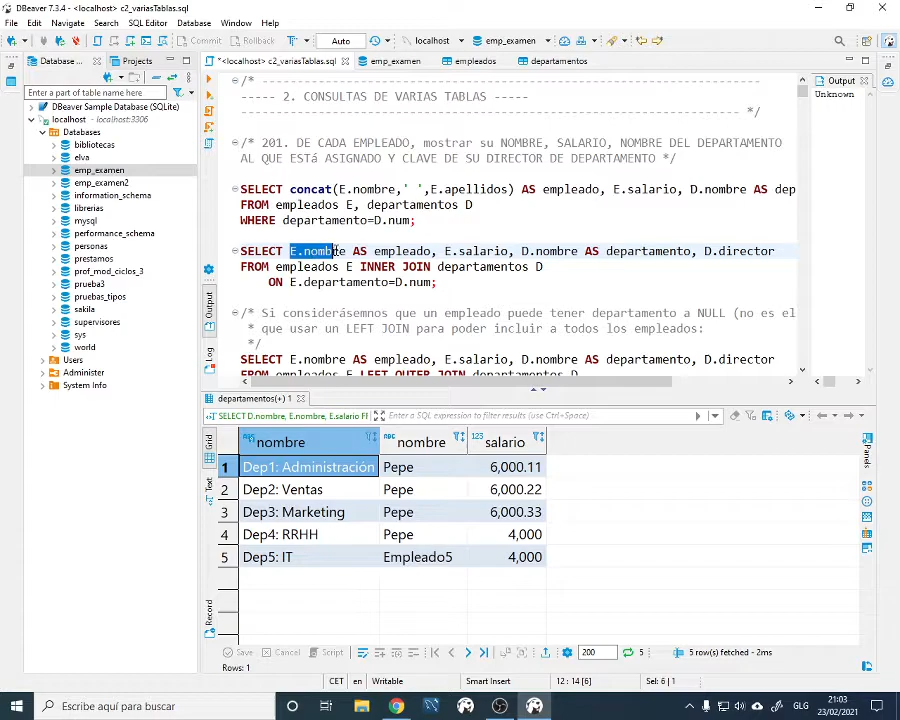 DBeaver 7.3.4 - <localhost> c2_variasTablas.sql
File Edit Navigate Search SQL Editor Database Window Help
Commit Rollback Auto localhost emp_examen
Database ... Projects
*<localhost> c2_variasTablas.sql emp_examen empleados departamentos
Enter a part of table name here
DBeaver Sample Database (SQLite)
localhost - localhost:3306
Databases
bibliotecas
elva
emp_examen
emp_examen2
information_schema
librerias
mysql
performance_schema
personas
prestamos
prof_mod_ciclos_3
prueba3
pruebas_tipos
sakila
supervisores
sys
world
Users
Administer
System Info
Output
Log
/* ----------------------------------------------------------------
----- 2. CONSULTAS DE VARIAS TABLAS -----
---------------------------------------------------------------- */
/* 201. DE CADA EMPLEADO, mostrar su NOMBRE, SALARIO, NOMBRE DEL DEPARTAMENTO
AL QUE ESTá ASIGNADO Y CLAVE DE SU DIRECTOR DE DEPARTAMENTO */
SELECT concat(E.nombre,' ',E.apellidos) AS empleado, E.salario, D.nombre AS dep
FROM empleados E, departamentos D
WHERE departamento=D.num;
SELECT E.nombre AS empleado, E.salario, D.nombre AS departamento, D.director
FROM empleados E INNER JOIN departamentos D
ON E.departamento=D.num;
/* Si considerásemos que un empleado puede tener departamento a NULL (no es el
* que usar un LEFT JOIN para poder incluir a todos los empleados:
*/
SELECT E.nombre AS empleado, E.salario, D.nombre AS departamento, D.director
FROM empleados E LEFT OUTER JOIN departamentos D
Output
Unknown
departamentos(+) 1
SELECT D.nombre, E.nombre, E.salario FI
Enter a SQL expression to filter results (use Ctrl+Space)
Grid
Text
Record
Panels
nombre nombre salario
1 Dep1: Administración Pepe 6,000.11
2 Dep2: Ventas Pepe 6,000.22
3 Dep3: Marketing Pepe 6,000.33
4 Dep4: RRHH Pepe 4,000
5 Dep5: IT Empleado5 4,000
Save Cancel Script 200 5 5 row(s) fetched - 2ms
Rows: 1
CET en Writable Smart Insert 12 : 14 [6] Sel: 6 | 1
Escribe aquí para buscar
GLG
21:03
23/02/2021